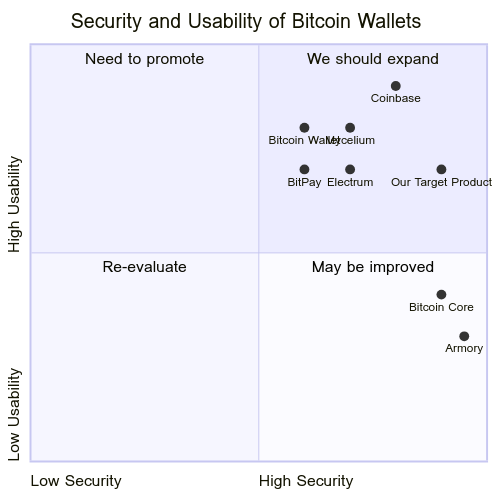 Security and Usability of Bitcoin Wallets
Need to promote
We should expand
Coinbase
Bitcoin Wallet
Mycelium
BitPay
Electrum
Our Target Product
Re-evaluate
May be improved
Bitcoin Core
Armory
High Usability
Low Usability
Low Security
High Security